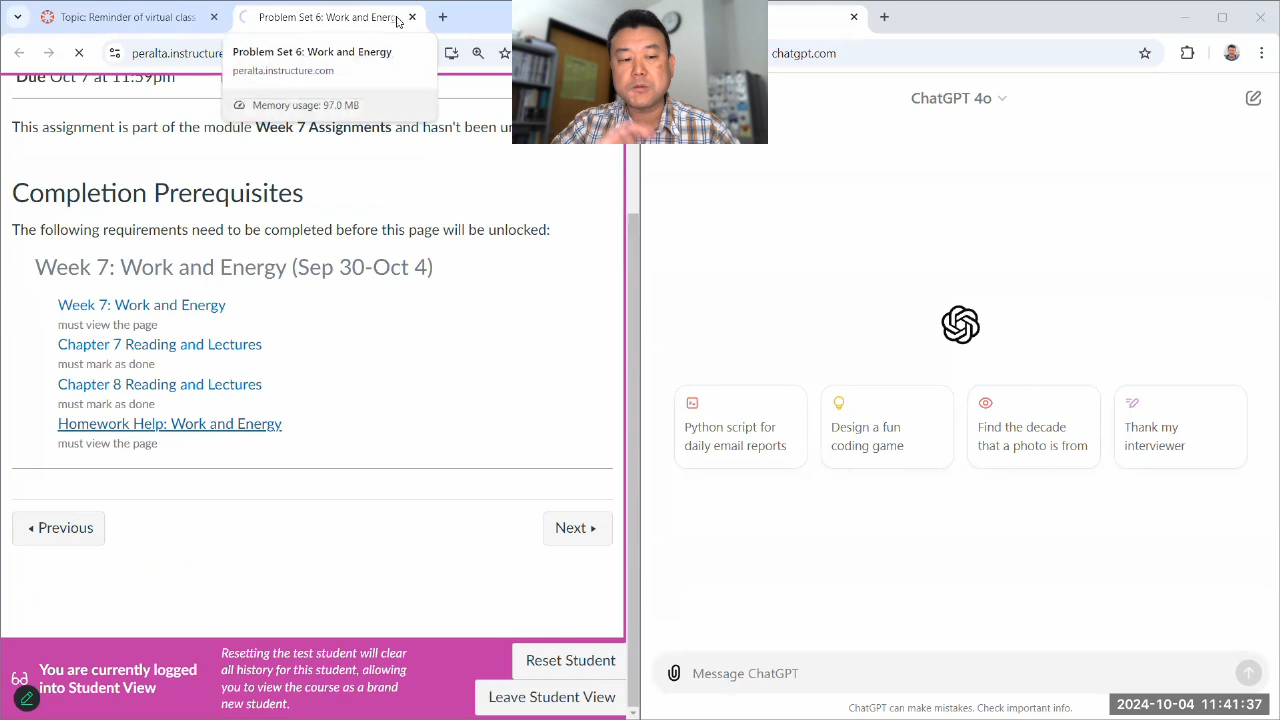 Topic: Reminder of virtual class
Problem Set 6: Work and Energ
peralta.instructure
chatgpt.com
Problem Set 6: Work and Energy
peralta.instructure.com
Memory usage: 97.0 MB
Due Oct 7 at 11:59pm
This assignment is part of the module Week 7 Assignments and hasn't been un
Completion Prerequisites
The following requirements need to be completed before this page will be unlocked:
Week 7: Work and Energy (Sep 30-Oct 4)
Week 7: Work and Energy
must view the page
Chapter 7 Reading and Lectures
must mark as done
Chapter 8 Reading and Lectures
must mark as done
Homework Help: Work and Energy
must view the page
Previous
Next
You are currently logged
into Student View
Resetting the test student will clear
all history for this student, allowing
you to view the course as a brand
new student.
Reset Student
Leave Student View
ChatGPT 4o
Python script for
daily email reports
Design a fun
coding game
Find the decade
that a photo is from
Thank my
interviewer
Message ChatGPT
ChatGPT can make mistakes. Check important info.
2024-10-04 11:41:37